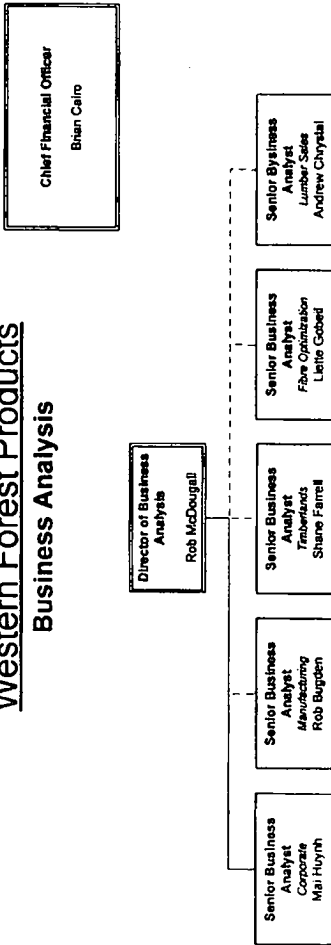 Western Forest Products
Business Analysis
Chief Financial Officer
Brian Cairo
Director of Business
Analysis
Rob McDougall
Senior Business
Analyst
Corporate
Mai Huynh
Senior Business
Analyst
Manufacturing
Rob Bugden
Senior Business
Analyst
Timberlands
Shane Farrell
Senior Business
Analyst
Fibre Optimization
Liette Gobeil
Senior Bysiness
Analyst
Lumber Sales
Andrew Chrystal